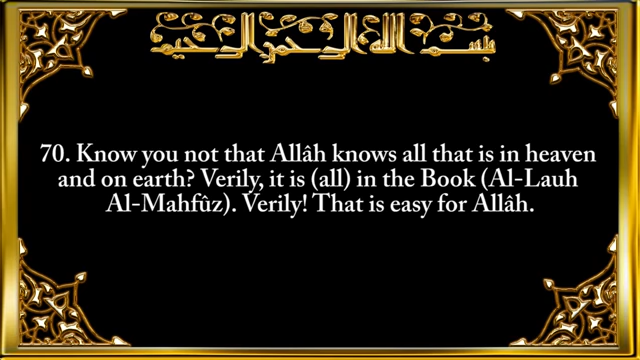 بسم الله الرحمن الرحيم
70. Know you not that Allâh knows all that is in heaven
and on earth? Verily, it is (all) in the Book (Al-Lauh
Al-Mahfûz). Verily! That is easy for Allâh.